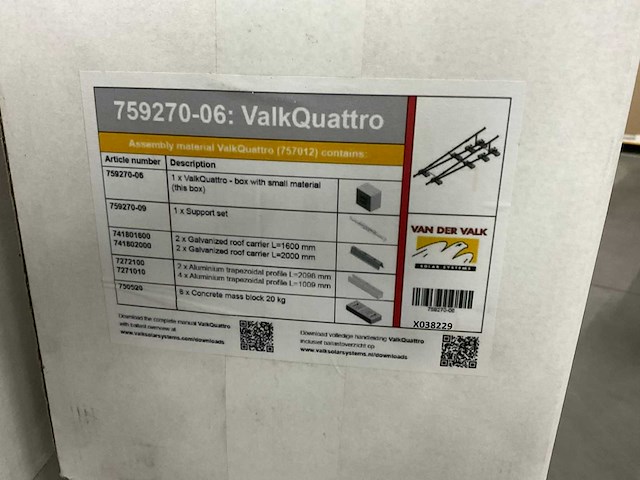 759270-06: ValkQuattro
Assembly material ValkQuattro (757012) contains:
Article number Description
759270-06 1 x ValkQuattro - box with small material
(this box)
759270-09 1 x Support set
741801600 2 x Galvanized roof carrier L=1600 mm
741802000 2 x Galvanized roof carrier L=2000 mm
7272100 2 x Aluminium trapezoidal profile L=2096 mm
7271010 4 x Aluminium trapezoidal profile L=1009 mm
750520 8 x Concrete mass block 20 kg
VAN DER VALK
SOLAR SYSTEMS
759270-06
X038229
Download the complete manual ValkQuattro
with ballast overview at
www.valksolarsystems.com/downloads
Download volledige handleiding ValkQuattro
inclusief ballastoverzicht op
www.valksolarsystems.nl/downloads